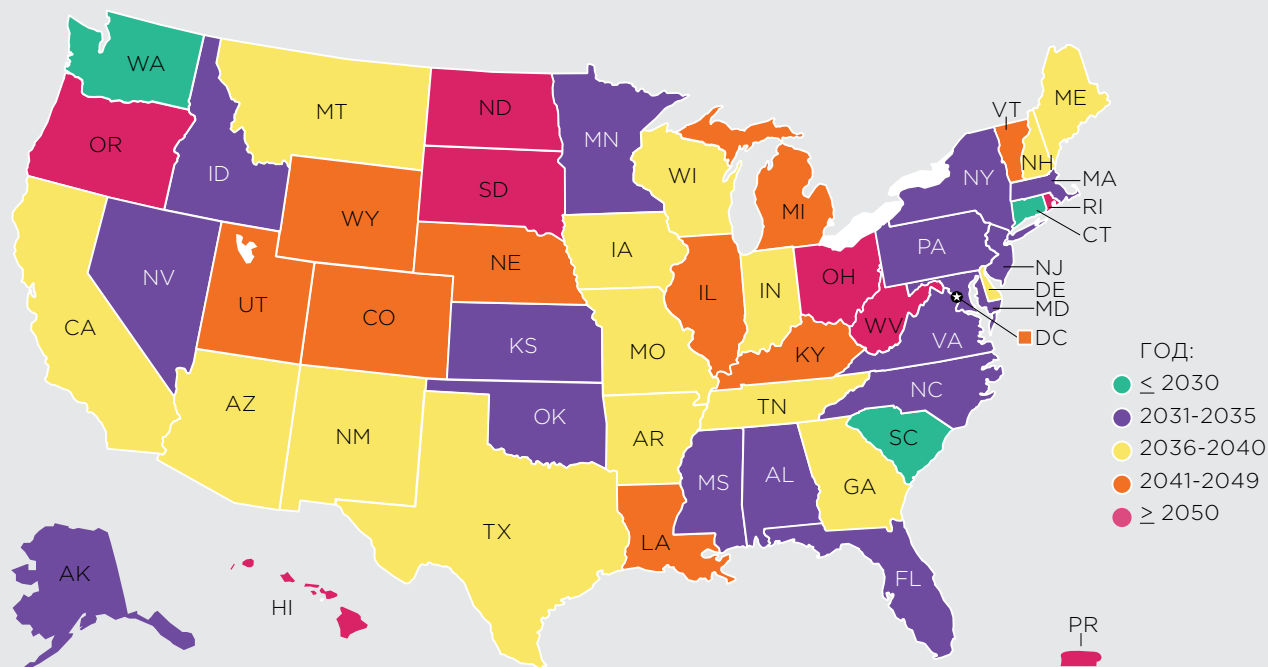 WA
MT
ND
MN
ME
VT
OR
ID
SD
WI
NH
MA
NY
RI
WY
MI
CT
IA
PA
NE
OH
NJ
NV
UT
IL
IN
DE
MD
CO
WV
CA
KS
MO
KY
VA
DC
ГОД:
≤ 2030
2031-2035
2036-2040
2041-2049
≥ 2050
AZ
NM
OK
TN
NC
AR
SC
MS
AL
GA
TX
LA
AK
FL
HI
PR